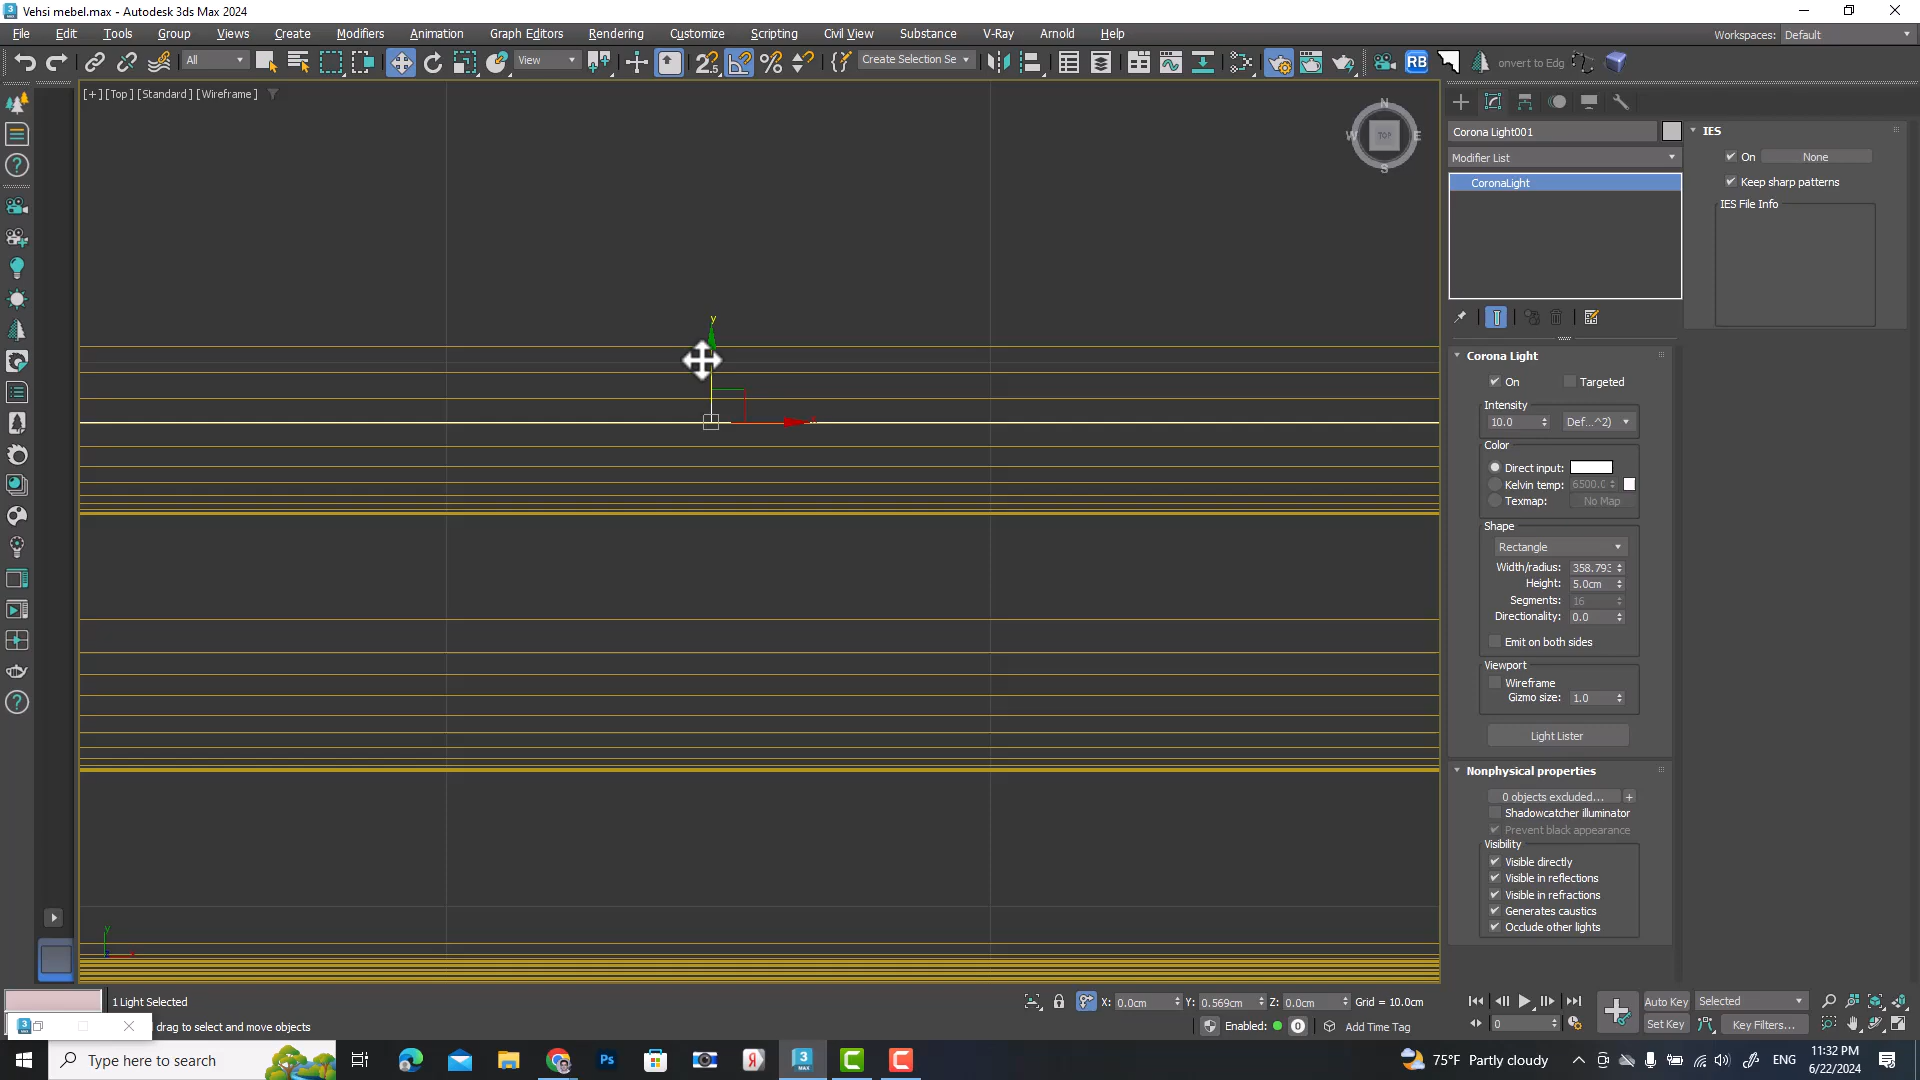 Vehsi mebel.max - Autodesk 3ds Max 2024
File Edit Tools Group Views Create Modifiers Animation Graph Editors Rendering Customize Scripting Civil View Substance V-Ray Arnold Help
Workspaces: Default
All
View
Create Selection Se
RB
onvert to Edg
[+] [Top] [Standard] [Wireframe]
N
W TOP E
S
Corona Light001
Modifier List
CoronaLight
IES
On None
Keep sharp patterns
IES File Info
y
Corona Light
On Targeted
Intensity
10.0 Def...^2)
Color
Direct input:
Kelvin temp: 6500.0
Texmap: No Map
Shape
Rectangle
Width/radius: 358.793
Height: 5.0cm
Segments: 16
Directionality: 0.0
Emit on both sides
Viewport
Wireframe
Gizmo size: 1.0
Light Lister
Nonphysical properties
0 objects excluded... +
Shadowcatcher illuminator
Prevent black appearance
Visibility
Visible directly
Visible in reflections
Visible in refractions
Generates caustics
Occlude other lights
y
1 Light Selected
drag to select and move objects
X: 0.0cm Y: 0.569cm Z: 0.0cm Grid = 10.0cm
Enabled: 0 Add Time Tag
0
Auto Key Selected
Set Key Key Filters...
Type here to search
Ps
Я
3
MAX
75°F Partly cloudy
ENG
11:32 PM
6/22/2024